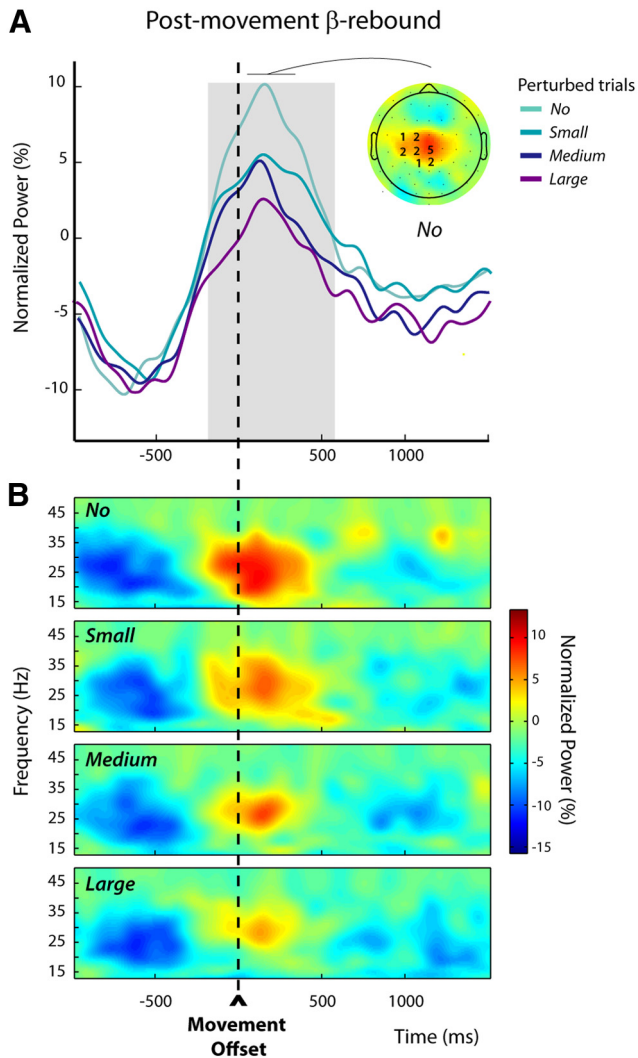 A
Post-movement β-rebound
Normalized Power (%)
10
5
0
-5
-10
-500
0
500
1000
1 2
2 2 5
1 2
No
Perturbed trials
No
Small
Medium
Large
B
Frequency (Hz)
No
45
35
25
15
Small
45
35
25
15
Medium
45
35
25
15
Large
45
35
25
15
-500
500
1000
Movement
Offset
Time (ms)
10
5
0
-5
-10
-15
Normalized Power (%)